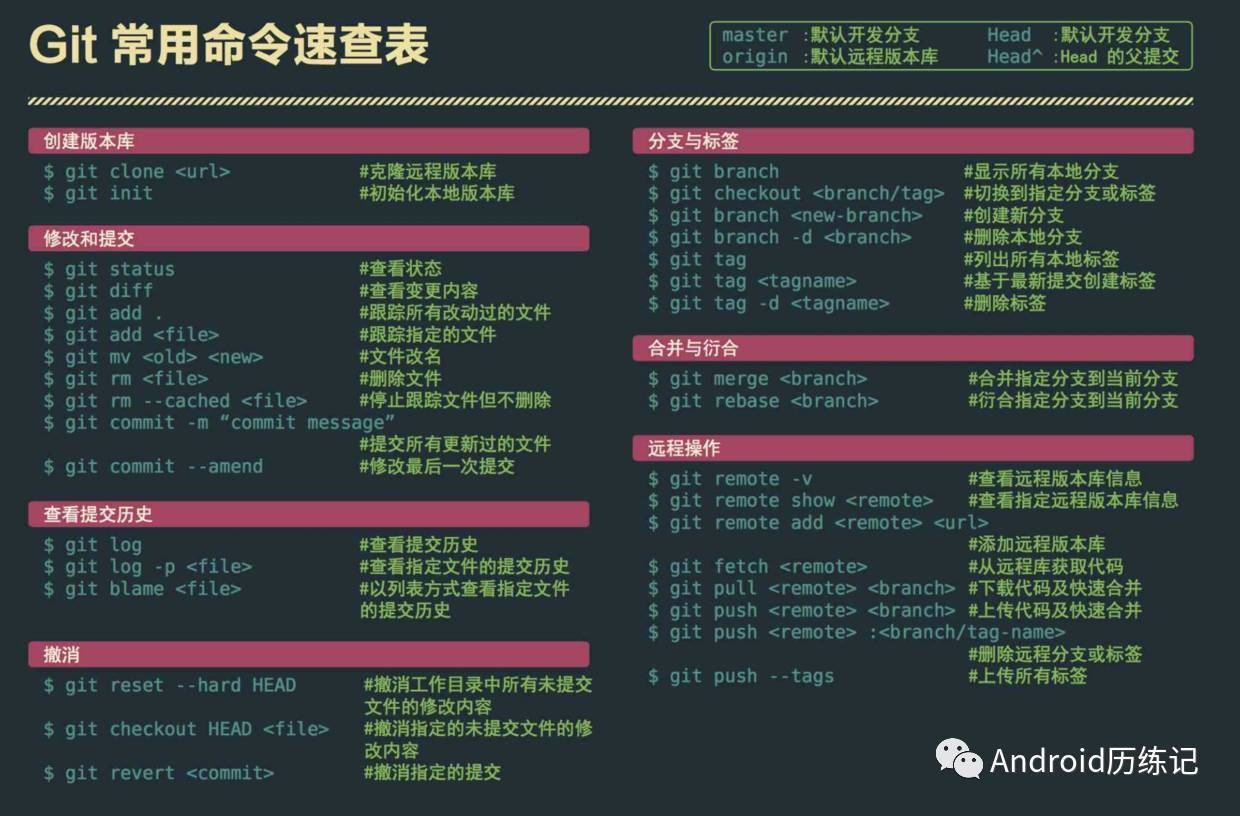 Git 常用命令速查表
master :默认开发分支 Head :默认开发分支
origin :默认远程版本库 Head^ :Head 的父提交
创建版本库
$ git clone <url> #克隆远程版本库
$ git init #初始化本地版本库
修改和提交
$ git status #查看状态
$ git diff #查看变更内容
$ git add . #跟踪所有改动过的文件
$ git add <file> #跟踪指定的文件
$ git mv <old> <new> #文件改名
$ git rm <file> #删除文件
$ git rm --cached <file> #停止跟踪文件但不删除
$ git commit -m “commit message”
#提交所有更新过的文件
$ git commit --amend #修改最后一次提交
查看提交历史
$ git log #查看提交历史
$ git log -p <file> #查看指定文件的提交历史
$ git blame <file> #以列表方式查看指定文件
的提交历史
撤消
$ git reset --hard HEAD #撤消工作目录中所有未提交
文件的修改内容
$ git checkout HEAD <file> #撤消指定的未提交文件的修
改内容
$ git revert <commit> #撤消指定的提交
分支与标签
$ git branch #显示所有本地分支
$ git checkout <branch/tag> #切换到指定分支或标签
$ git branch <new-branch> #创建新分支
$ git branch -d <branch> #删除本地分支
$ git tag #列出所有本地标签
$ git tag <tagname> #基于最新提交创建标签
$ git tag -d <tagname> #删除标签
合并与衍合
$ git merge <branch> #合并指定分支到当前分支
$ git rebase <branch> #衍合指定分支到当前分支
远程操作
$ git remote -v #查看远程版本库信息
$ git remote show <remote> #查看指定远程版本库信息
$ git remote add <remote> <url>
#添加远程版本库
$ git fetch <remote> #从远程库获取代码
$ git pull <remote> <branch> #下载代码及快速合并
$ git push <remote> <branch> #上传代码及快速合并
$ git push <remote> :<branch/tag-name>
#删除远程分支或标签
$ git push --tags #上传所有标签
Android历练记